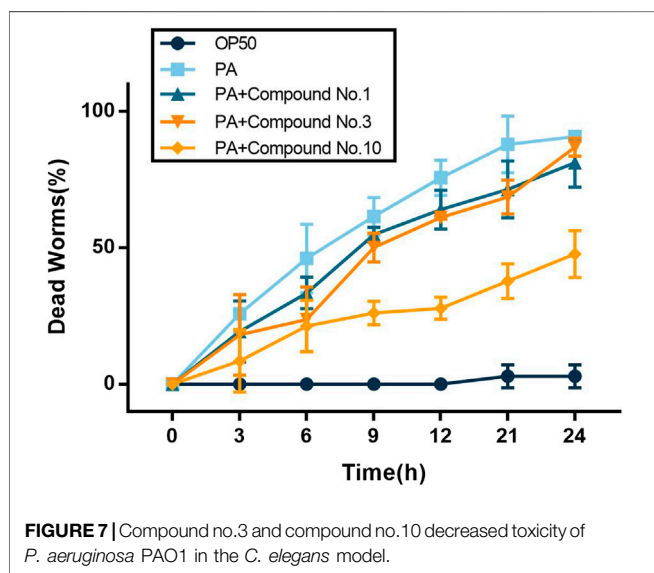 OP50
PA
PA+Compound No.1
PA+Compound No.3
PA+Compound No.10
100
50
0
Dead Worms(%)
0 3 6 9 12 21 24
Time(h)
FIGURE 7 | Compound no.3 and compound no.10 decreased toxicity of
P. aeruginosa PAO1 in the C. elegans model.